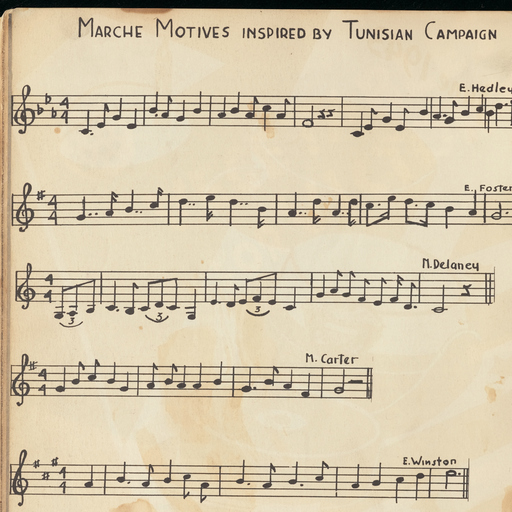 MARCHE MOTIVES INSPIRED BY TUNISIAN CAMPAIGN
E. Hedley
E. Foster
M. Delaney
3 3 3
M. Carter
E. Winston